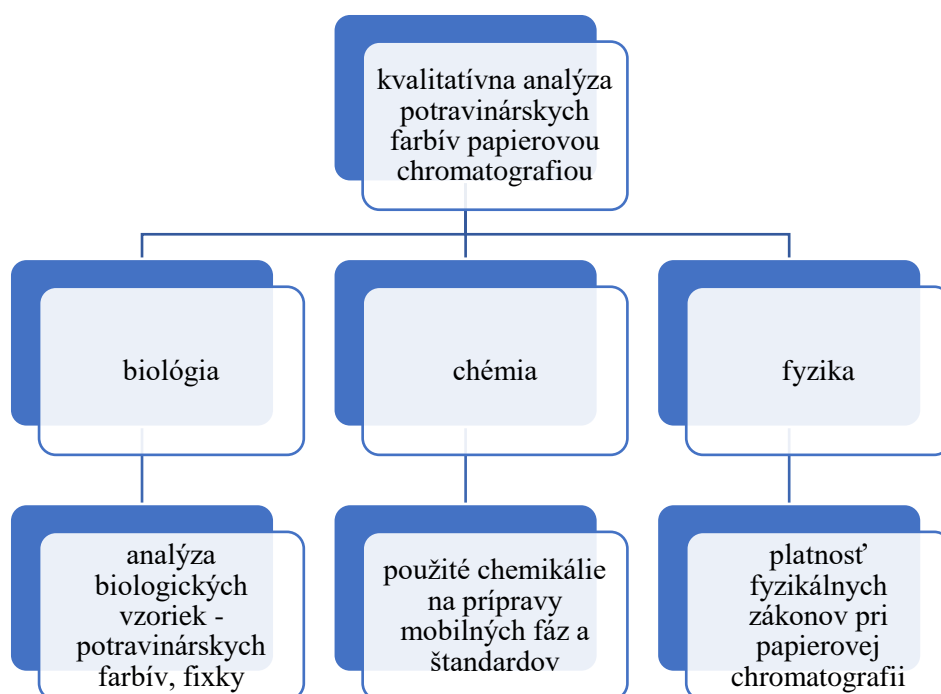 kvalitatívna analýza
potravinárskych
farbív papierovou
chromatografiou
biológia
chémia
fyzika
analýza
biologických
vzoriek -
potravinárskych
farbív, fixky
použité chemikálie
na prípravy
mobilných fáz a
štandardov
platnosť
fyzikálnych
zákonov pri
papierovej
chromatografii